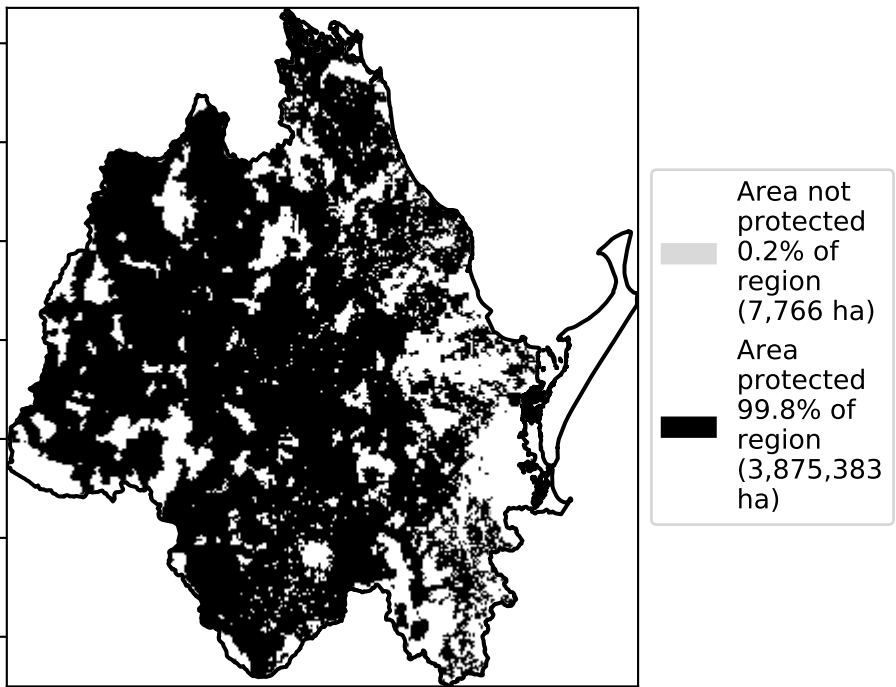 Area not
protected
0.2% of
region
(7,766 ha)
Area
protected
99.8% of
region
(3,875,383
ha)